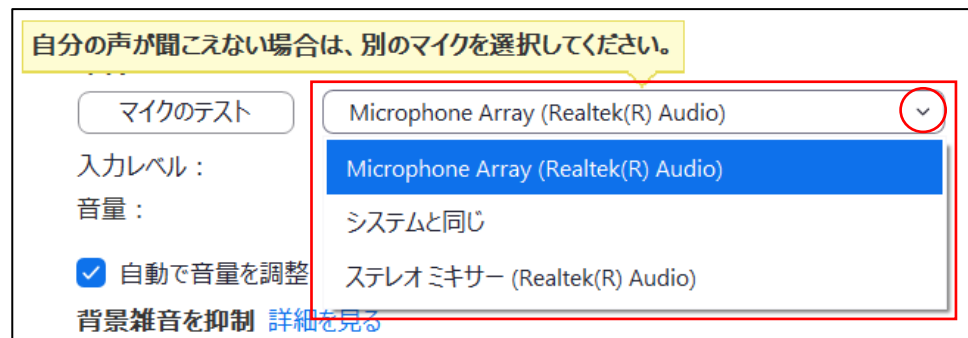 自分の声が聞こえない場合は、別のマイクを選択してください。
マイクのテスト
Microphone Array (Realtek(R) Audio)
入力レベル：
Microphone Array (Realtek(R) Audio)
音量：
システムと同じ
自動で音量を調整
ステレオ ミキサー (Realtek(R) Audio)
背景雑音を抑制 詳細を見る